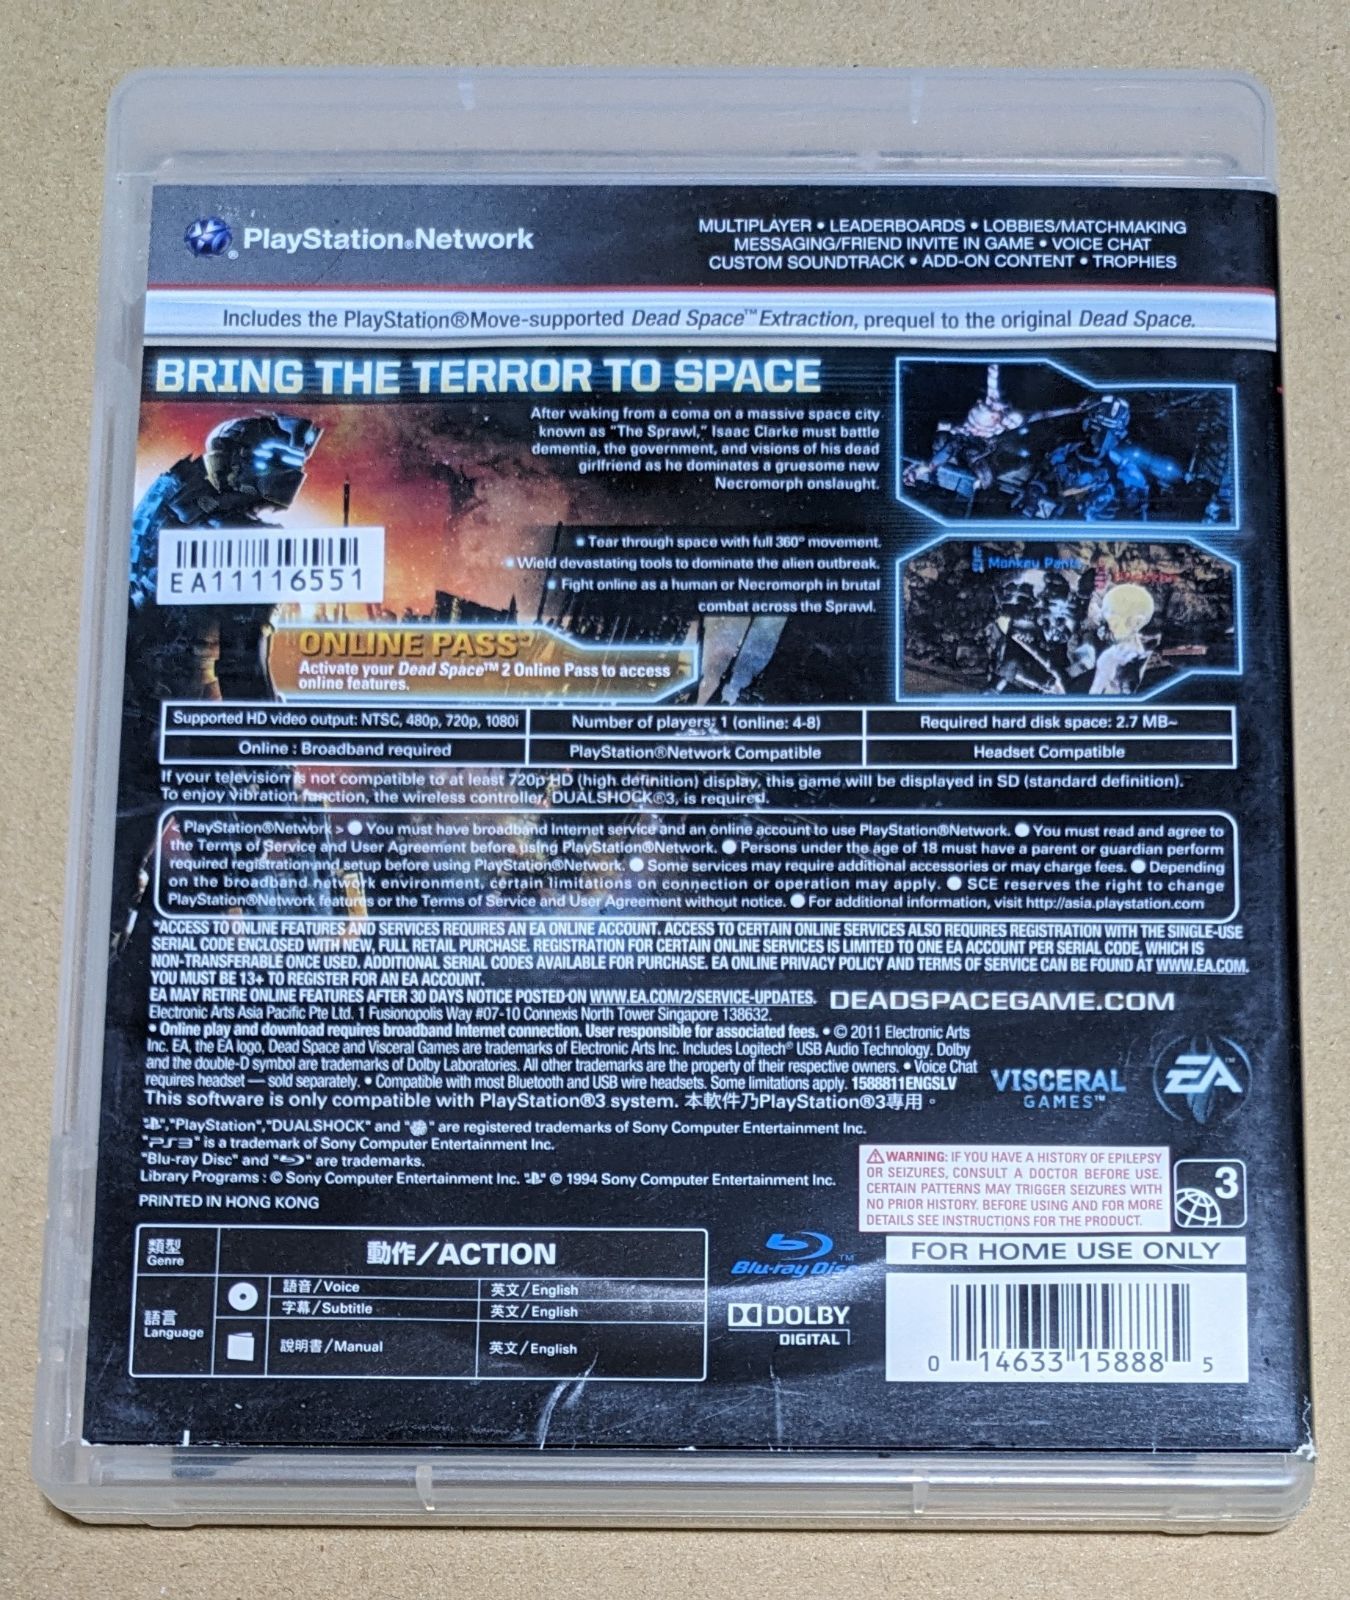 PlayStation®Network
MULTIPLAYER • LEADERBOARDS • LOBBIES/MATCHMAKING
MESSAGING/FRIEND INVITE IN GAME • VOICE CHAT
CUSTOM SOUNDTRACK • ADD-ON CONTENT • TROPHIES
Includes the PlayStation®Move-supported Dead Space™ Extraction, prequel to the original Dead Space.
BRING THE TERROR TO SPACE
After waking from a coma on a massive space city
known as "The Sprawl," Isaac Clarke must battle
dementia, the government, and visions of his dead
girlfriend as he dominates a gruesome new
Necromorph onslaught.
EA11116551
■ Tear through space with full 360° movement.
■ Wield devastating tools to dominate the alien outbreak.
■ Fight online as a human or Necromorph in brutal
combat across the Sprawl.
Monkey Pants
ONLINE PASS*
Activate your Dead Space™ 2 Online Pass to access
online features.
Supported HD video output: NTSC, 480p, 720p, 1080i
Number of players: 1 (online: 4-8)
Required hard disk space: 2.7 MB~
Online : Broadband required
PlayStation®Network Compatible
Headset Compatible
If your television is not compatible to at least 720p HD (high definition) display, this game will be displayed in SD (standard definition).
To enjoy vibration function, the wireless controller, DUALSHOCK®3, is required.
< PlayStation®Network > ● You must have broadband Internet service and an online account to use PlayStation®Network. ● You must read and agree to
the Terms of Service and User Agreement before using PlayStation®Network. ● Persons under the age of 18 must have a parent or guardian perform
required registration and setup before using PlayStation®Network. ● Some services may require additional accessories or may charge fees. ● Depending
on the broadband network environment, certain limitations on connection or operation may apply. ● SCE reserves the right to change
PlayStation®Network features or the Terms of Service and User Agreement without notice. ● For additional information, visit http://asia.playstation.com
*ACCESS TO ONLINE FEATURES AND SERVICES REQUIRES AN EA ONLINE ACCOUNT. ACCESS TO CERTAIN ONLINE SERVICES ALSO REQUIRES REGISTRATION WITH THE SINGLE-USE
SERIAL CODE ENCLOSED WITH NEW, FULL RETAIL PURCHASE. REGISTRATION FOR CERTAIN ONLINE SERVICES IS LIMITED TO ONE EA ACCOUNT PER SERIAL CODE, WHICH IS
NON-TRANSFERABLE ONCE USED. ADDITIONAL SERIAL CODES AVAILABLE FOR PURCHASE. EA ONLINE PRIVACY POLICY AND TERMS OF SERVICE CAN BE FOUND AT WWW.EA.COM.
YOU MUST BE 13+ TO REGISTER FOR AN EA ACCOUNT.
EA MAY RETIRE ONLINE FEATURES AFTER 30 DAYS NOTICE POSTED ON WWW.EA.COM/2/SERVICE-UPDATES.
DEADSPACEGAME.COM
Electronic Arts Asia Pacific Pte Ltd. 1 Fusionopolis Way #07-10 Connexis North Tower Singapore 138632.
• Online play and download requires broadband Internet connection. User responsible for associated fees. • © 2011 Electronic Arts
Inc. EA, the EA logo, Dead Space and Visceral Games are trademarks of Electronic Arts Inc. Includes Logitech® USB Audio Technology. Dolby
and the double-D symbol are trademarks of Dolby Laboratories. All other trademarks are the property of their respective owners. • Voice Chat
requires headset — sold separately. • Compatible with most Bluetooth and USB wire headsets. Some limitations apply. 1588811ENGSLV
VISCERAL
GAMES™
EA™
This software is only compatible with PlayStation®3 system. 本軟件乃PlayStation®3專用。
" ","PlayStation","DUALSHOCK" and " " are registered trademarks of Sony Computer Entertainment Inc.
"PS3" is a trademark of Sony Computer Entertainment Inc.
"Blu-ray Disc" and " " are trademarks.
Library Programs : © Sony Computer Entertainment Inc. " " © 1994 Sony Computer Entertainment Inc.
PRINTED IN HONG KONG
WARNING: IF YOU HAVE A HISTORY OF EPILEPSY
OR SEIZURES, CONSULT A DOCTOR BEFORE USE.
CERTAIN PATTERNS MAY TRIGGER SEIZURES WITH
NO PRIOR HISTORY. BEFORE USING AND FOR MORE
DETAILS SEE INSTRUCTIONS FOR THE PRODUCT.
3
類型
Genre
動作/ACTION
語言
Language
語音/Voice
英文/English
字幕/Subtitle
英文/English
說明書/Manual
英文/English
Blu-ray Disc™
DOLBY
DIGITAL
FOR HOME USE ONLY
0 14633 15888 5